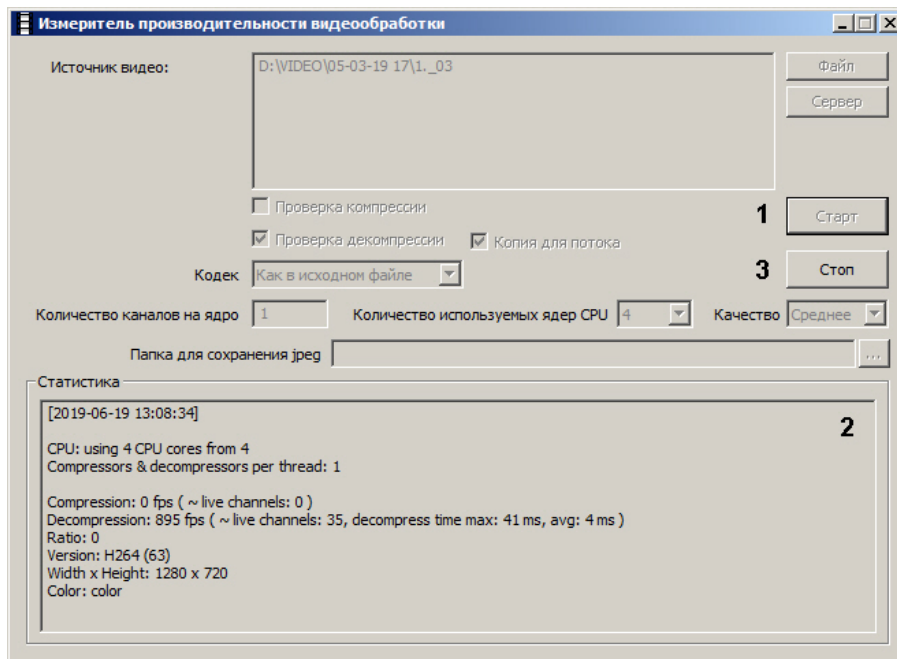 Измеритель производительности видеообработки
Источник видео:
D:\VIDEO\05-03-19 17\1._03
Файл
Сервер
Проверка компрессии
1
Старт
Проверка декомпрессии
Копия для потока
3
Стоп
Кодек
Как в исходном файле
Количество каналов на ядро
1
Количество используемых ядер CPU
4
Качество
Среднее
Папка для сохранения jpeg
...
Статистика
[2019-06-19 13:08:34]
2
CPU: using 4 CPU cores from 4
Compressors & decompressors per thread: 1
Compression: 0 fps ( ~ live channels: 0 )
Decompression: 895 fps ( ~ live channels: 35, decompress time max: 41 ms, avg: 4 ms )
Ratio: 0
Version: H264 (63)
Width x Height: 1280 x 720
Color: color